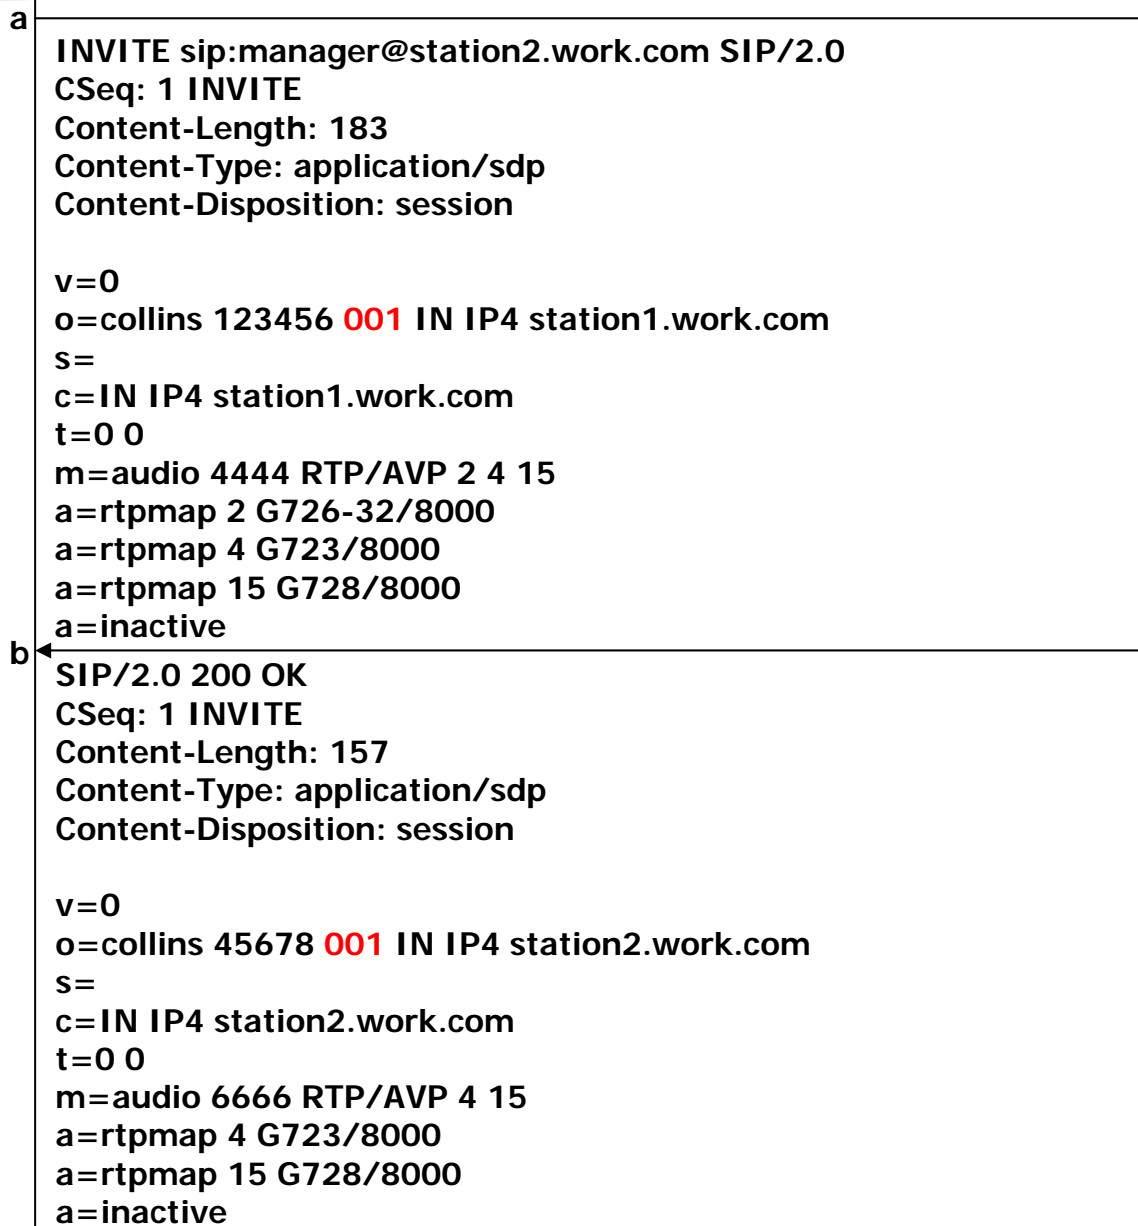 a
INVITE sip:manager@station2.work.com SIP/2.0
CSeq: 1 INVITE
Content-Length: 183
Content-Type: application/sdp
Content-Disposition: session
v=0
o=collins 123456 001 IN IP4 station1.work.com
s=
c=IN IP4 station1.work.com
t=0 0
m=audio 4444 RTP/AVP 2 4 15
a=rtpmap 2 G726-32/8000
a=rtpmap 4 G723/8000
a=rtpmap 15 G728/8000
a=inactive
b
SIP/2.0 200 OK
CSeq: 1 INVITE
Content-Length: 157
Content-Type: application/sdp
Content-Disposition: session
v=0
o=collins 45678 001 IN IP4 station2.work.com
s=
c=IN IP4 station2.work.com
t=0 0
m=audio 6666 RTP/AVP 4 15
a=rtpmap 4 G723/8000
a=rtpmap 15 G728/8000
a=inactive